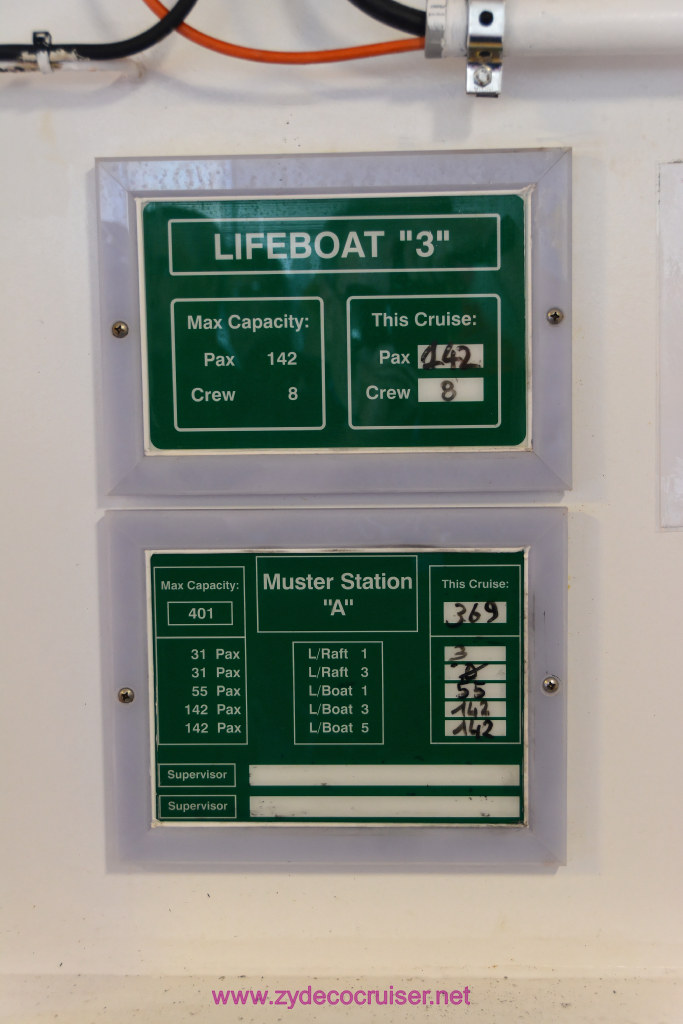 LIFEBOAT "3"
Max Capacity:
Pax 142
Crew 8
This Cruise:
Pax 142
Crew 8
Max Capacity:
401
Muster Station
"A"
This Cruise:
369
31 Pax L/Raft 1 3
31 Pax L/Raft 3
55 Pax L/Boat 1 55
142 Pax L/Boat 3 142
142 Pax L/Boat 5 142
Supervisor
Supervisor
www.zydecocruiser.net